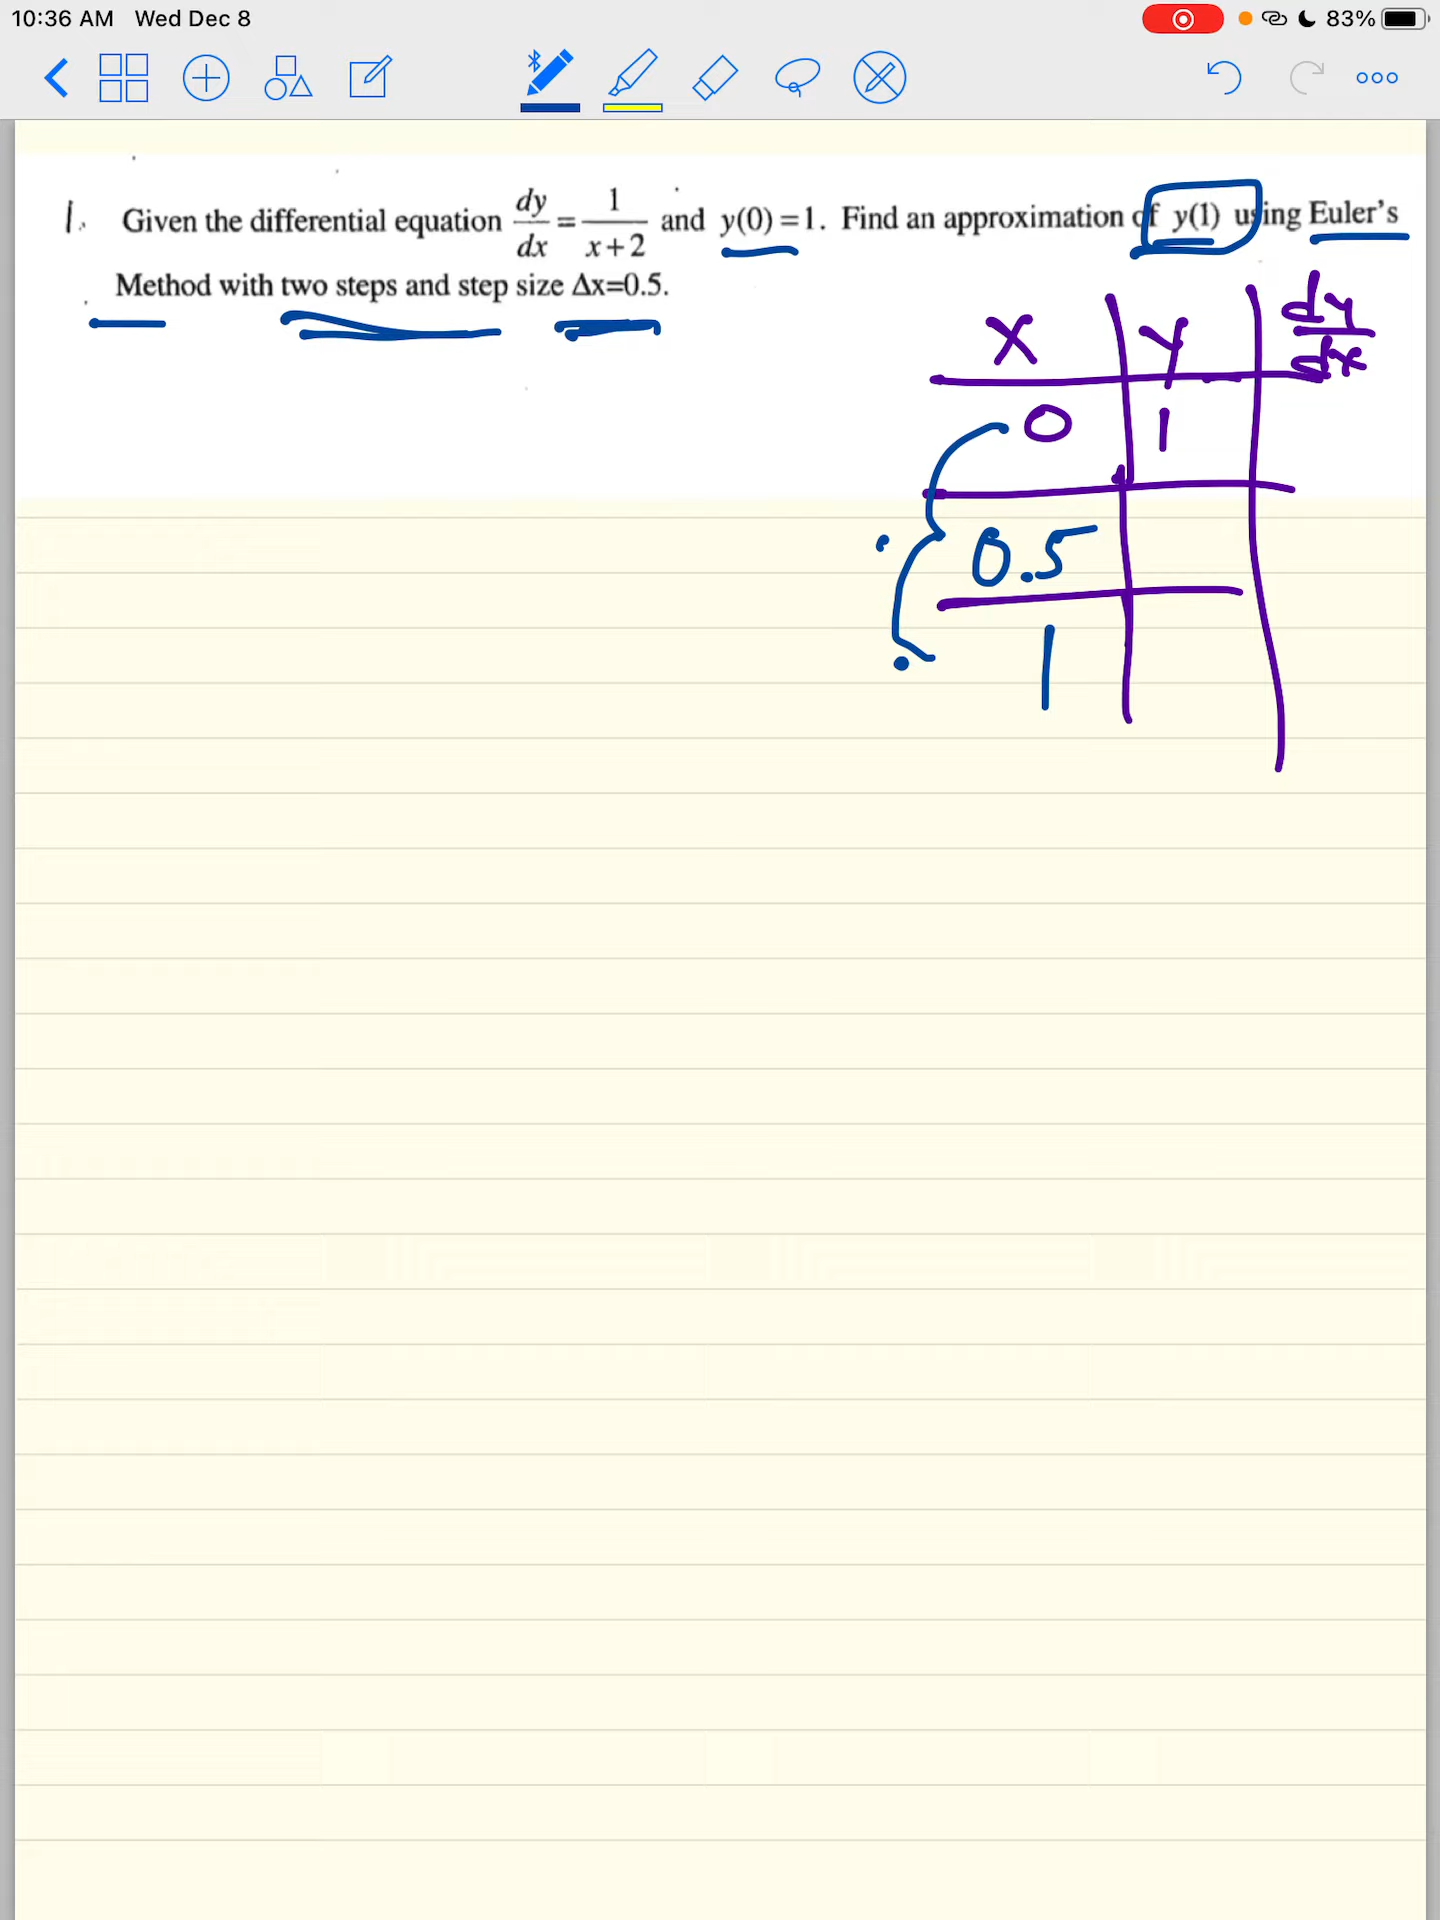 10:36 AM Wed Dec 8 83%
1. Given the differential equation dy/dx = 1/(x+2) and y(0)=1. Find an approximation of y(1) using Euler's
Method with two steps and step size Δx=0.5.
x y dy/dx
0 1
0.5
1